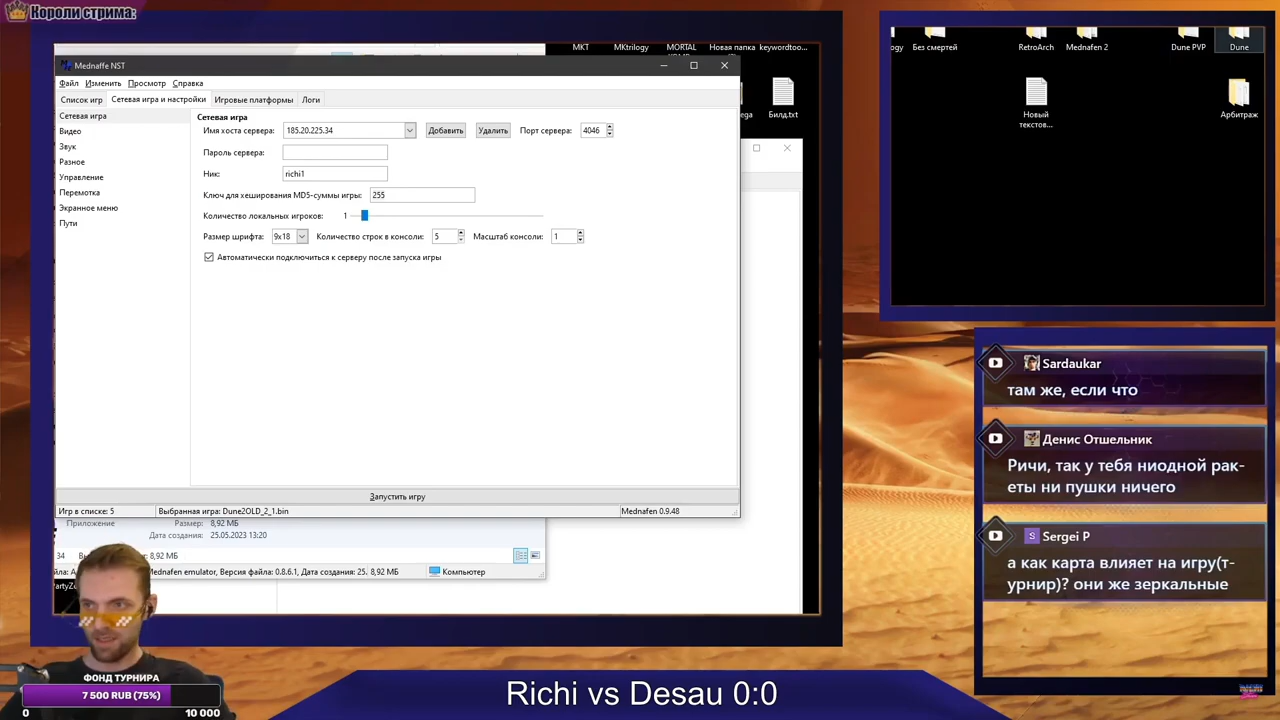 Короли стрима:
Mednaffe NST
Файл Изменить Просмотр Справка
Список игр Сетевая игра и настройки Игровые платформы Логи
Сетевая игра
Видео
Звук
Разное
Управление
Перемотка
Экранное меню
Пути
Сетевая игра
Имя хоста сервера: 185.20.225.34 Добавить Удалить Порт сервера: 4046
Пароль сервера:
Ник: richi1
Ключ для хеширования MD5-суммы игры: 255
Количество локальных игроков: 1
Размер шрифта: 9x18 Количество строк в консоли: 5 Масштаб консоли: 1
Автоматически подключиться к серверу после запуска игры
Запустить игру
Игр в списке: 5 Выбранная игра: Dune2OLD_2_1.bin Mednafen 0.9.48
Приложение Размер: 8,92 МБ
Дата создания: 25.05.2023 13:20
34 8,92 МБ
Mednafen emulator, Версия файла: 0.8.6.1, Дата создания: 25. 8,92 МБ Компьютер
MKT MKtrilogy MORTAL Новая папка keywordtoo...
Билд.txt
Без смертей RetroArch Mednafen 2 Dune PVP Dune
Новый
текстов...
Арбитраж
Sardaukar
там же, если что
Денис Отшельник
Ричи, так у тебя ниодной рак-
еты ни пушки ничего
S Sergei P
а как карта влияет на игру(т-
урнир)? они же зеркальные
ФОНД ТУРНИРА
7 500 RUB (75%)
0 10 000
Richi vs Desau 0:0